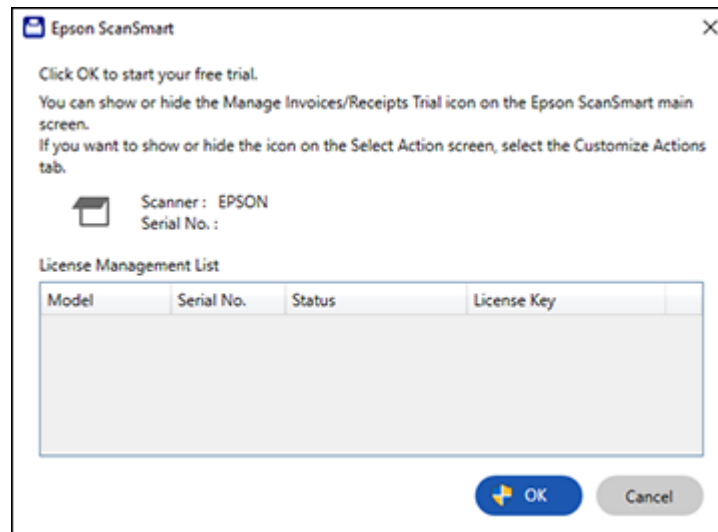 Epson ScanSmart
Click OK to start your free trial.
You can show or hide the Manage Invoices/Receipts Trial icon on the Epson ScanSmart main
screen.
If you want to show or hide the icon on the Select Action screen, select the Customize Actions
tab.
Scanner : EPSON
Serial No. :
License Management List
Model Serial No. Status License Key
OK Cancel